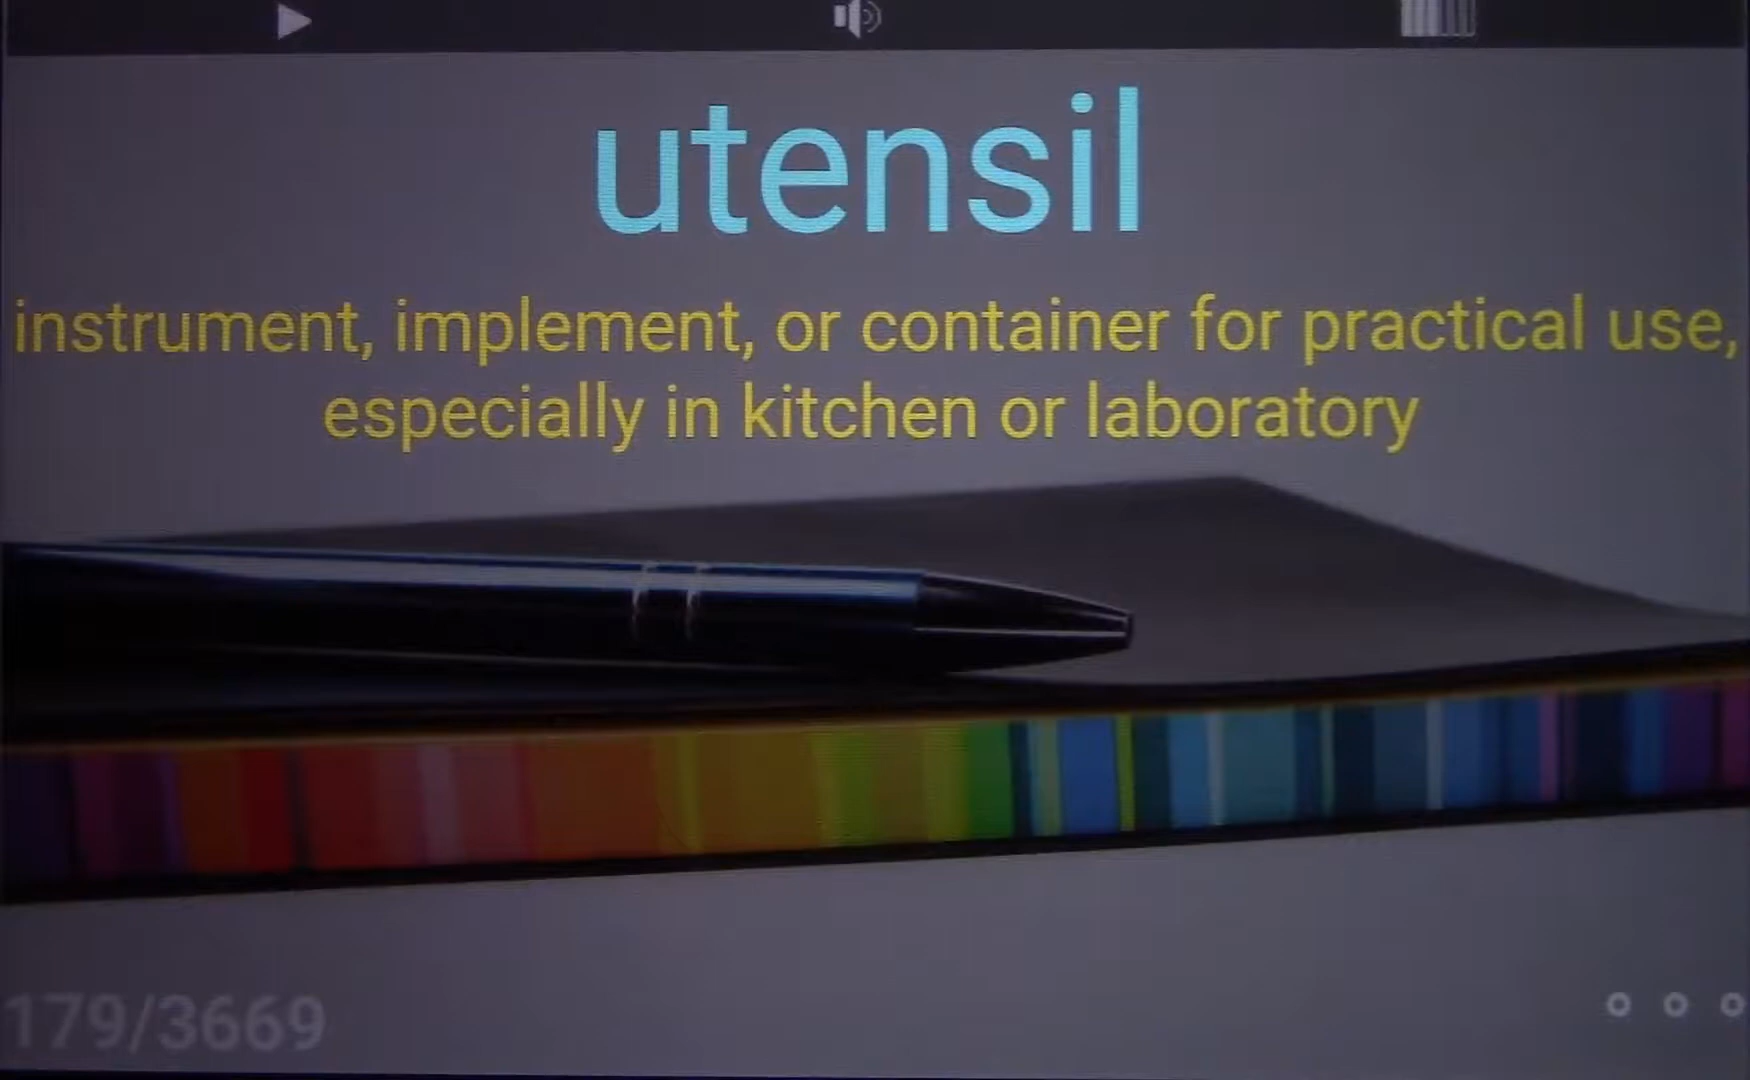 utensil
instrument, implement, or container for practical use,
especially in kitchen or laboratory
179/3669